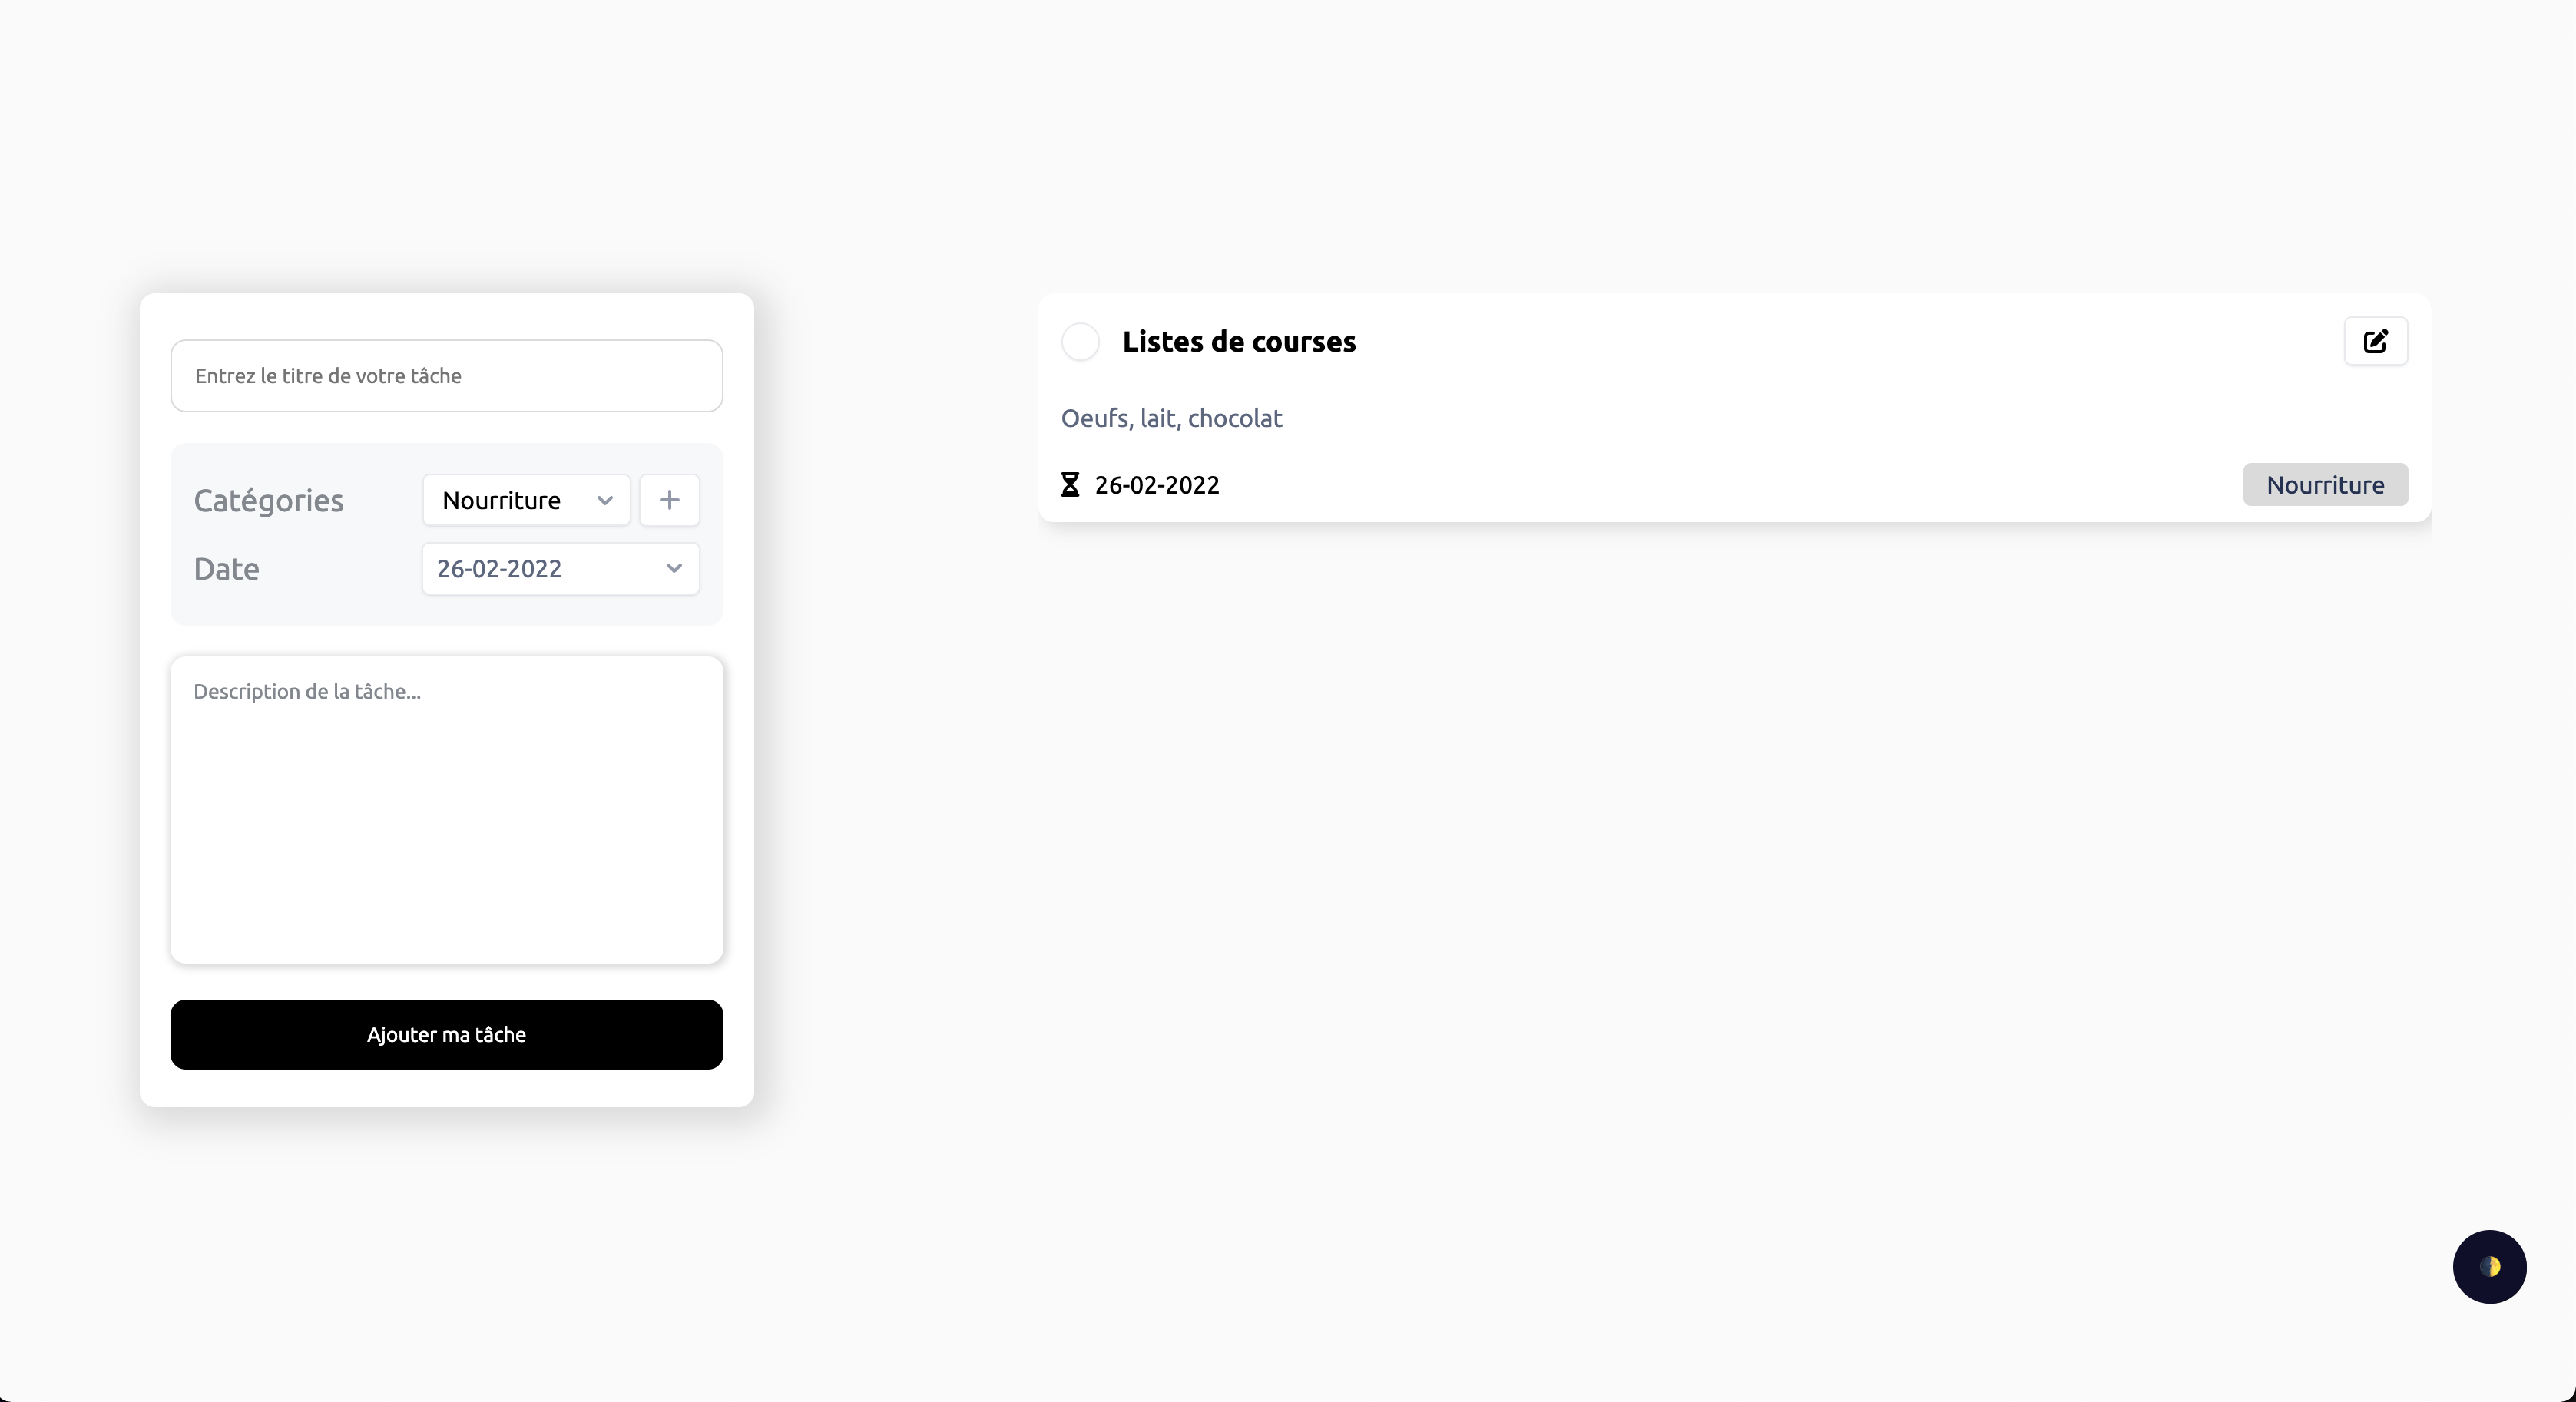 Entrez le titre de votre tâche
Catégories
Nourriture
Date
26-02-2022
Description de la tâche...
Ajouter ma tâche
Listes de courses
Oeufs, lait, chocolat
26-02-2022
Nourriture